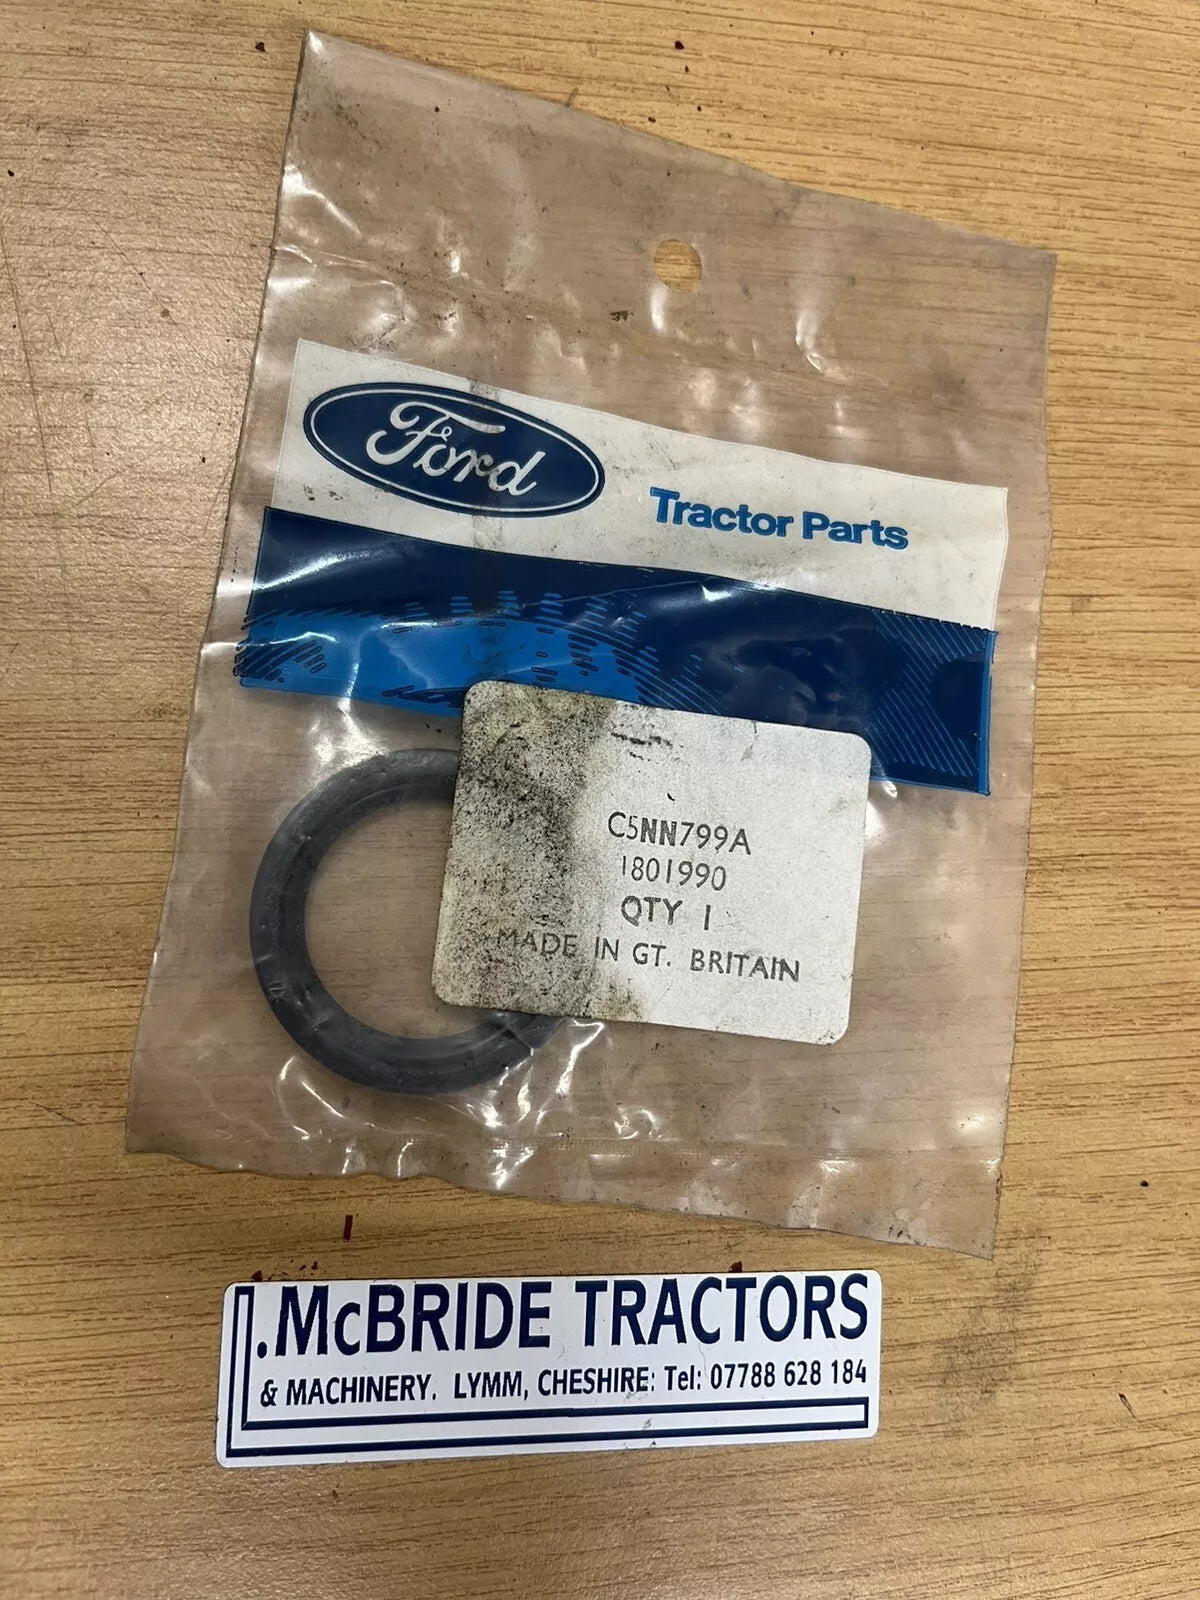 Ford
Tractor Parts
C5NN799A
1801990
QTY 1
MADE IN GT. BRITAIN
J.McBRIDE TRACTORS
& MACHINERY. LYMM, CHESHIRE: Tel: 07788 628 184